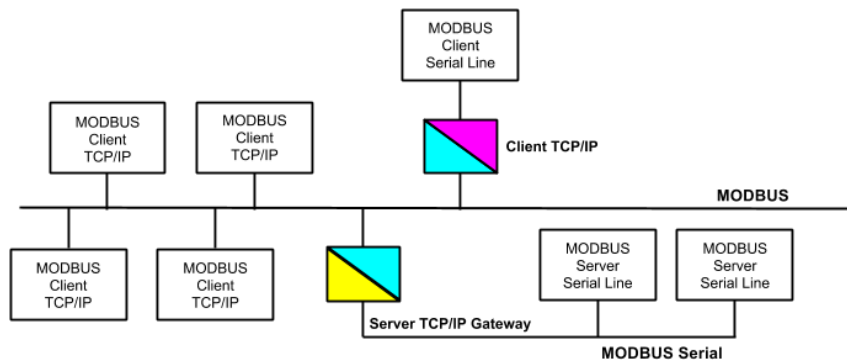 MODBUS
Client
Serial Line
MODBUS
Client
TCP/IP
MODBUS
Client
TCP/IP
Client TCP/IP
MODBUS
MODBUS
Client
TCP/IP
MODBUS
Client
TCP/IP
MODBUS
Server
Serial Line
MODBUS
Server
Serial Line
Server TCP/IP Gateway
MODBUS Serial